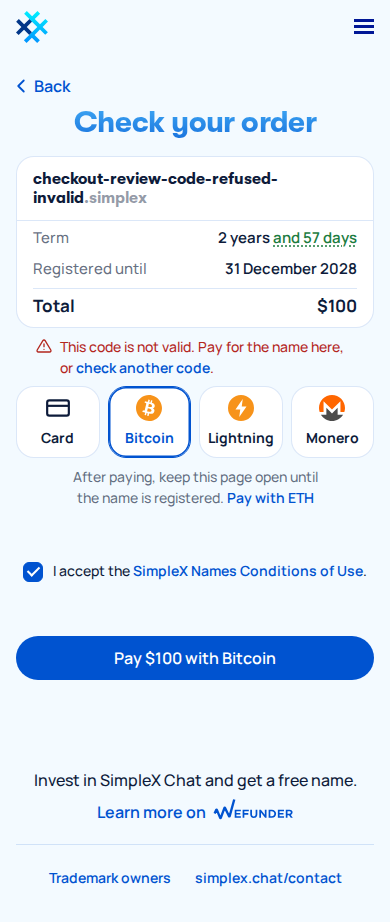 Back
Check your order
checkout-review-code-refused-
invalid.simplex
Term 2 years and 57 days
Registered until 31 December 2028
Total $100
This code is not valid. Pay for the name here,
or check another code.
Card Bitcoin Lightning Monero
After paying, keep this page open until
the name is registered. Pay with ETH
I accept the SimpleX Names Conditions of Use.
Pay $100 with Bitcoin
Invest in SimpleX Chat and get a free name.
Learn more on WEFUNDER
Trademark owners simplex.chat/contact